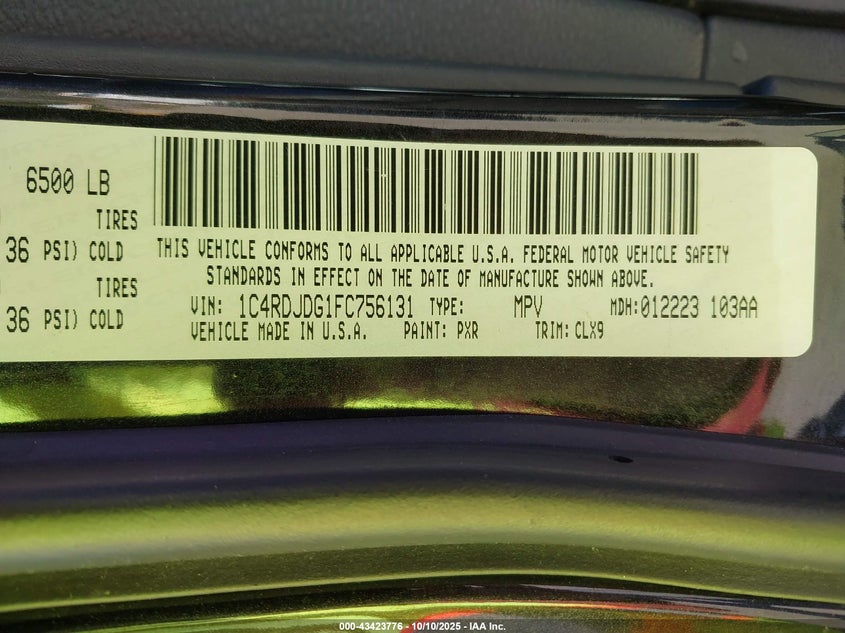 6500 LB
TIRES
36 PSI) COLD
TIRES
36 PSI) COLD
THIS VEHICLE CONFORMS TO ALL APPLICABLE U.S.A. FEDERAL MOTOR VEHICLE SAFETY
STANDARDS IN EFFECT ON THE DATE OF MANUFACTURE SHOWN ABOVE.
VIN: 1C4RDJDG1FC756131 TYPE: MPV MDH:012223 103AA
VEHICLE MADE IN U.S.A. PAINT: PXR TRIM: CLX9
000-43423776 - 10/10/2025 - IAA Inc.